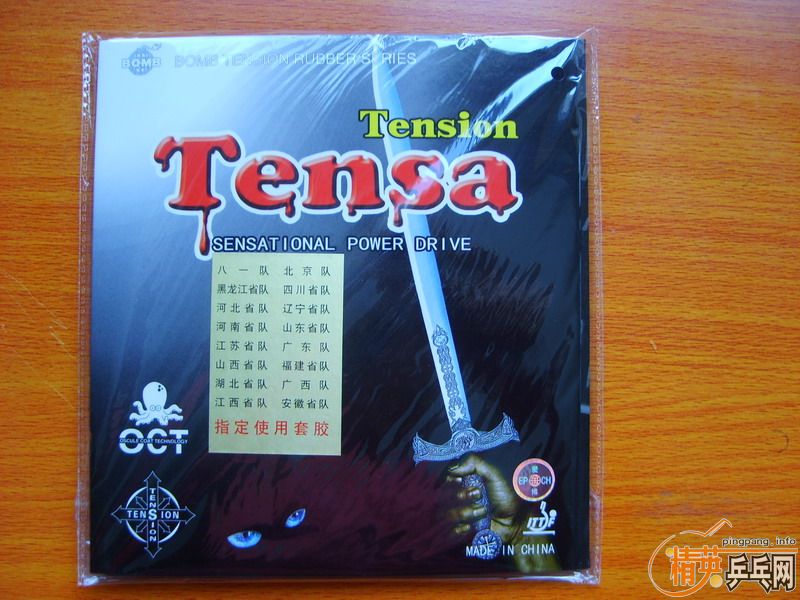 BOMB
BOMB TENSION RUBBER SERIES
Tension
Tensa
SENSATIONAL POWER DRIVE
八一队 北京队
黑龙江省队 四川省队
河北省队 辽宁省队
河南省队 山东省队
江苏省队 广东队
山西省队 福建省队
湖北省队 广西队
江西省队 安徽省队
指定使用套胶
OCT
OSCULE COAT TECHNOLOGY
TENSION
TENSION
EPOCH
ITTF
MADE IN CHINA
pingpang.info
精英乒乓网